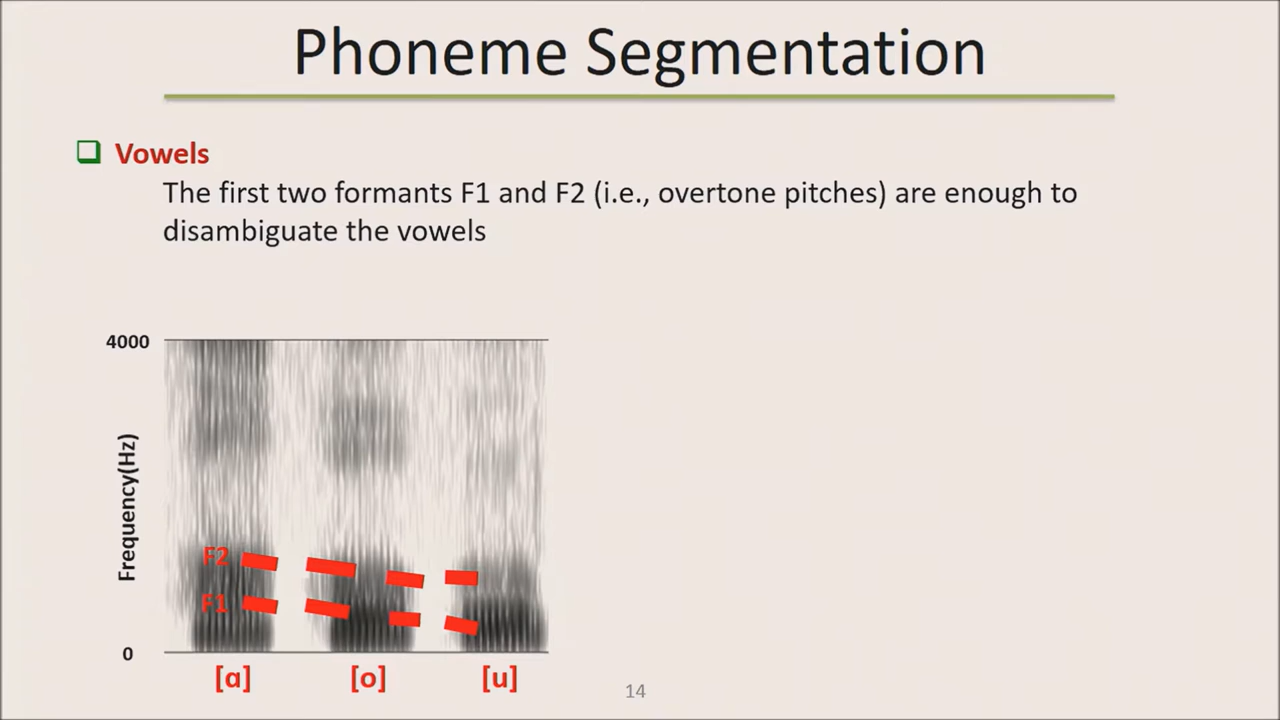 Phoneme Segmentation
Vowels
The first two formants F1 and F2 (i.e., overtone pitches) are enough to
disambiguate the vowels
4000
Frequency(Hz)
F2
F1
0
[ɑ] [o] [u]
14